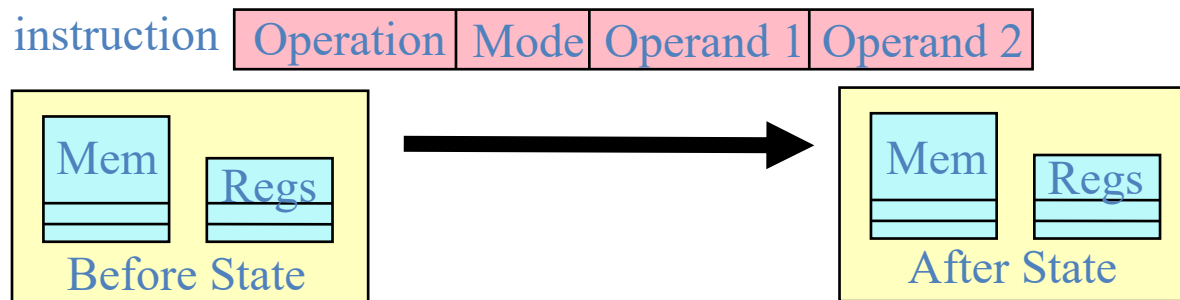 instruction Operation Mode Operand 1 Operand 2
Mem Regs Mem Regs
Before State After State